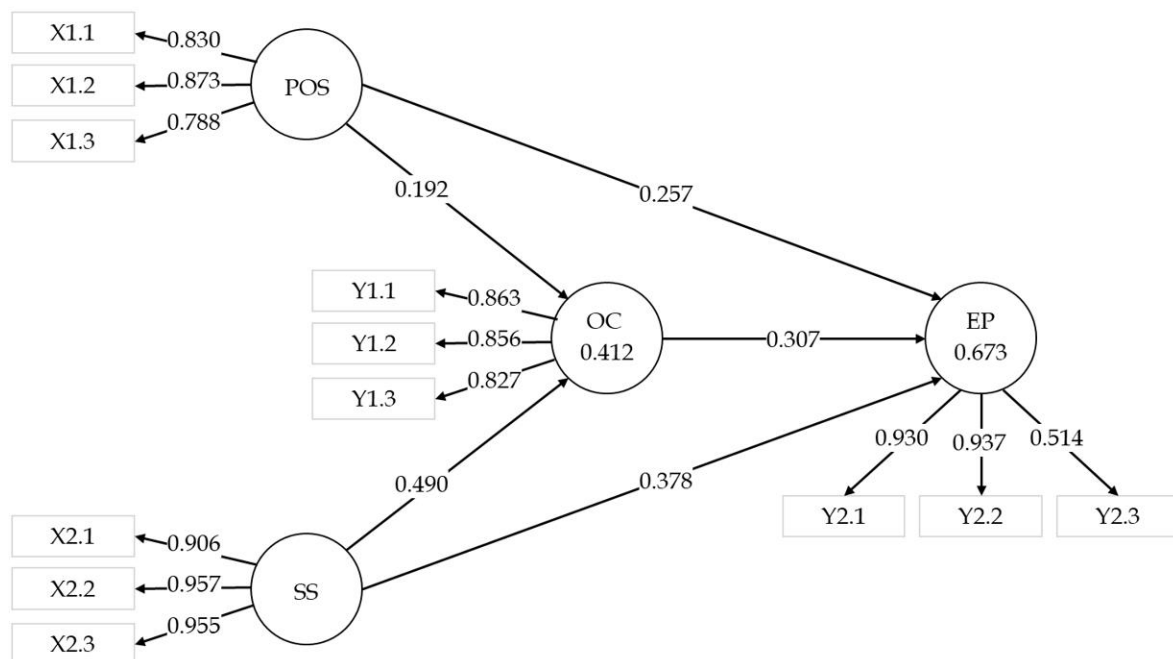 X1.1
0.830
X1.2
0.873
X1.3
0.788
POS
0.192
0.257
Y1.1
0.863
Y1.2
0.856
Y1.3
0.827
OC
0.412
0.307
EP
0.673
0.930
0.937
0.514
Y2.1
Y2.2
Y2.3
0.490
0.378
X2.1
0.906
X2.2
0.957
X2.3
0.955
SS